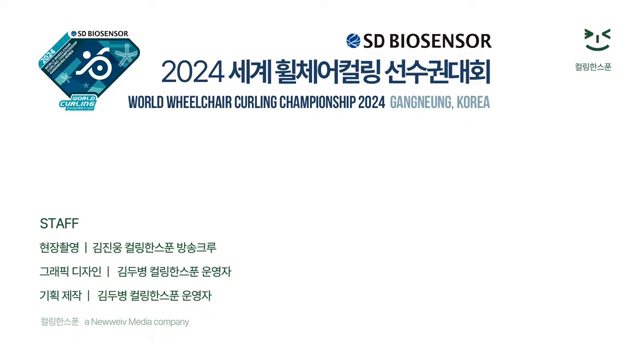 SD BIOSENSOR
2024
WORLD
CURLING
SD BIOSENSOR
2024 세계 휠체어컬링 선수권대회
WORLD WHEELCHAIR CURLING CHAMPIONSHIP 2024 GANGNEUNG, KOREA
컬링한스푼
STAFF
현장촬영 | 김진웅 컬링한스푼 방송크루
그래픽 디자인 | 김두병 컬링한스푼 운영자
기획 제작 | 김두병 컬링한스푼 운영자
컬링한스푼 a Newweiv Media company